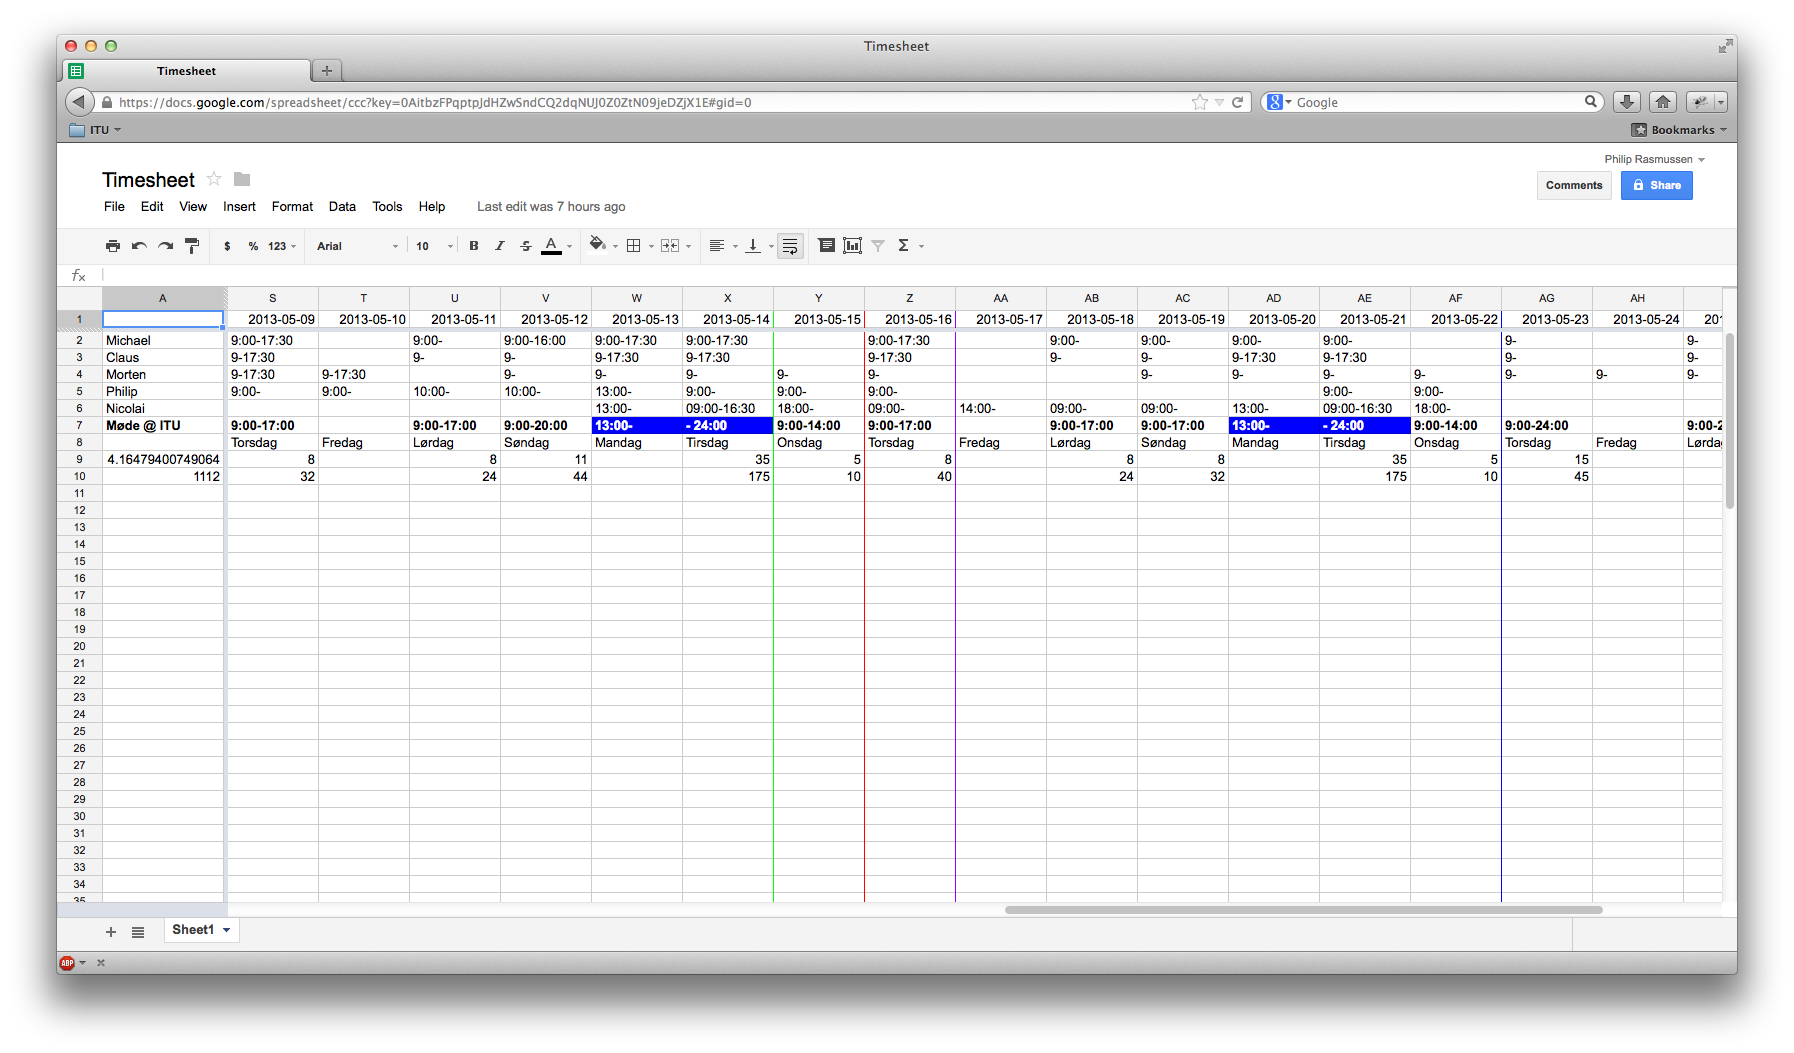 Timesheet
Timesheet
https://docs.google.com/spreadsheet/ccc?key=0AitbzFPqptpJdHZwSndCQ2dqNUJ0Z0ZtN09jeDZjX1E#gid=0 Google
ITU Bookmarks
Philip Rasmussen
Timesheet Comments Share
File Edit View Insert Format Data Tools Help Last edit was 7 hours ago
$ % 123 Arial 10 B I S A Σ
fx
A S T U V W X Y Z AA AB AC AD AE AF AG AH
1 2013-05-09 2013-05-10 2013-05-11 2013-05-12 2013-05-13 2013-05-14 2013-05-15 2013-05-16 2013-05-17 2013-05-18 2013-05-19 2013-05-20 2013-05-21 2013-05-22 2013-05-23 2013-05-24 20
2 Michael 9:00-17:30 9:00- 9:00-16:00 9:00-17:30 9:00-17:30 9:00-17:30 9:00- 9:00- 9:00- 9:00- 9- 9-
3 Claus 9-17:30 9- 9- 9-17:30 9-17:30 9-17:30 9- 9- 9-17:30 9-17:30 9- 9-
4 Morten 9-17:30 9-17:30 9- 9- 9- 9- 9- 9- 9- 9- 9- 9- 9- 9-
5 Philip 9:00- 9:00- 10:00- 10:00- 13:00- 9:00- 9:00- 9:00- 9:00- 9:00-
6 Nicolai 13:00- 09:00-16:30 18:00- 09:00- 14:00- 09:00- 09:00- 13:00- 09:00-16:30 18:00-
7 Møde @ ITU 9:00-17:00 9:00-17:00 9:00-20:00 13:00- - 24:00 9:00-14:00 9:00-17:00 9:00-17:00 9:00-17:00 13:00- - 24:00 9:00-14:00 9:00-24:00 9:00-2
8 Torsdag Fredag Lørdag Søndag Mandag Tirsdag Onsdag Torsdag Fredag Lørdag Søndag Mandag Tirsdag Onsdag Torsdag Fredag Lørda
9 4.16479400749064 8 8 11 35 5 8 8 8 35 5 15
10 1112 32 24 44 175 10 40 24 32 175 10 45
11
12
13
14
15
16
17
18
19
20
21
22
23
24
25
26
27
28
29
30
31
32
33
34
35
Sheet1
ABP